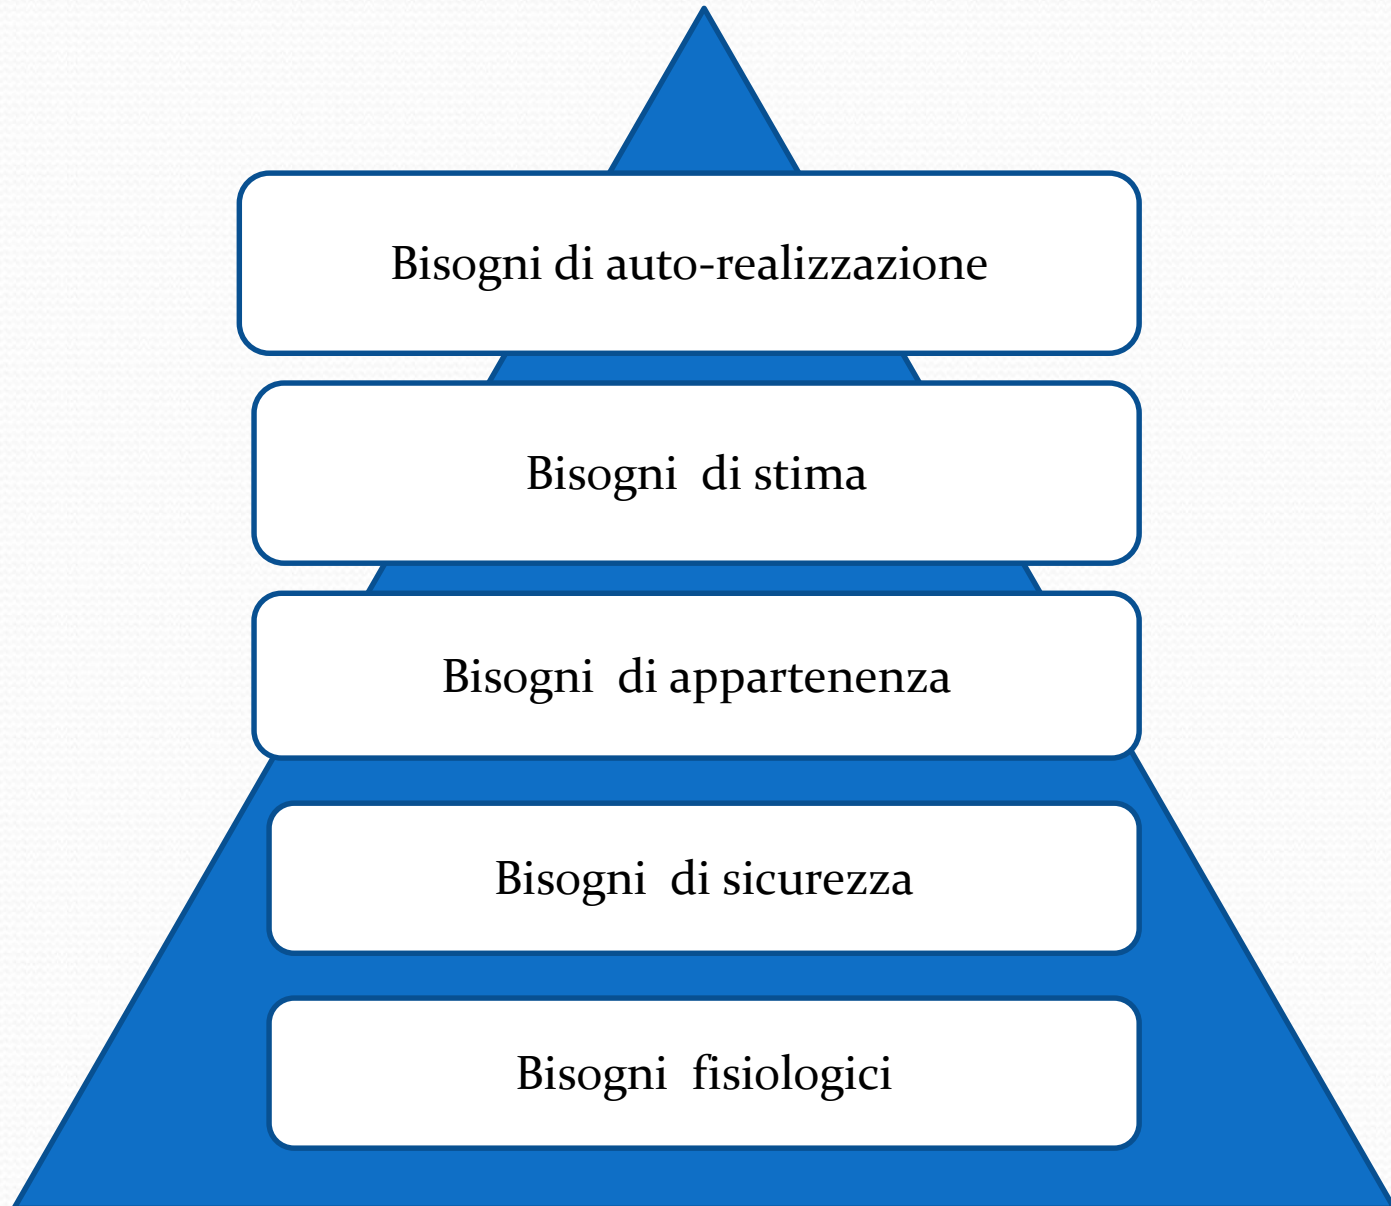 Bisogni di auto-realizzazione
Bisogni  di stima
Bisogni  di appartenenza
Bisogni  di sicurezza
Bisogni  fisiologici